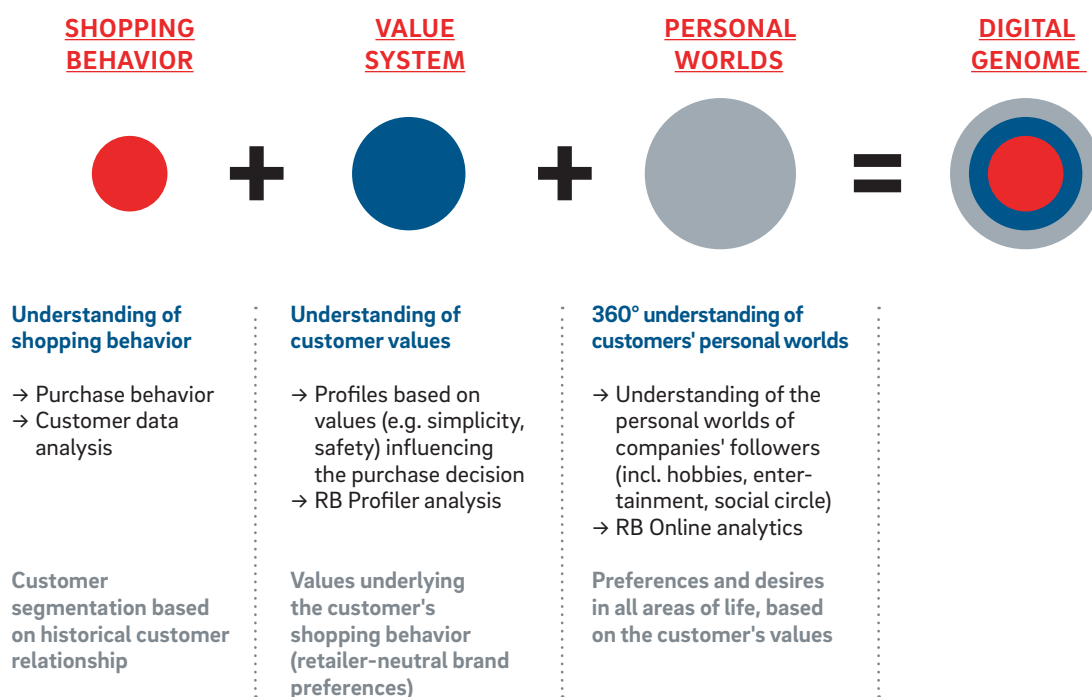 SHOPPING
BEHAVIOR
VALUE
SYSTEM
PERSONAL
WORLDS
DIGITAL
GENOME
+
+
=
Understanding of
shopping behavior
→ Purchase behavior
→ Customer data
analysis
Customer
segmentation based
on historical customer
relationship
Understanding of
customer values
→ Profiles based on
values (e.g. simplicity,
safety) influencing
the purchase decision
→ RB Profiler analysis
Values underlying
the customer's
shopping behavior
(retailer-neutral brand
preferences)
360° understanding of
customers' personal worlds
→ Understanding of the
personal worlds of
companies' followers
(incl. hobbies, enter-
tainment, social circle)
→ RB Online analytics
Preferences and desires
in all areas of life, based
on the customer's values